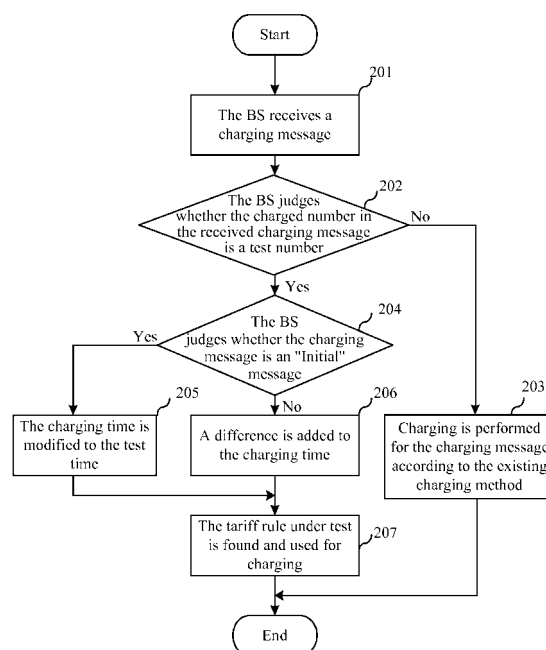 Start
201
The BS receives a
charging message
202
The BS judges
whether the charged number in
the received charging message
is a test number
No
Yes
204
The BS
judges whether the charging
message is an "Initial"
message
Yes
No
205
The charging time is
modified to the test
time
206
A difference is added to
the charging time
203
Charging is performed
for the charging message
according to the existing
charging method
207
The tariff rule under test
is found and used for
charging
End